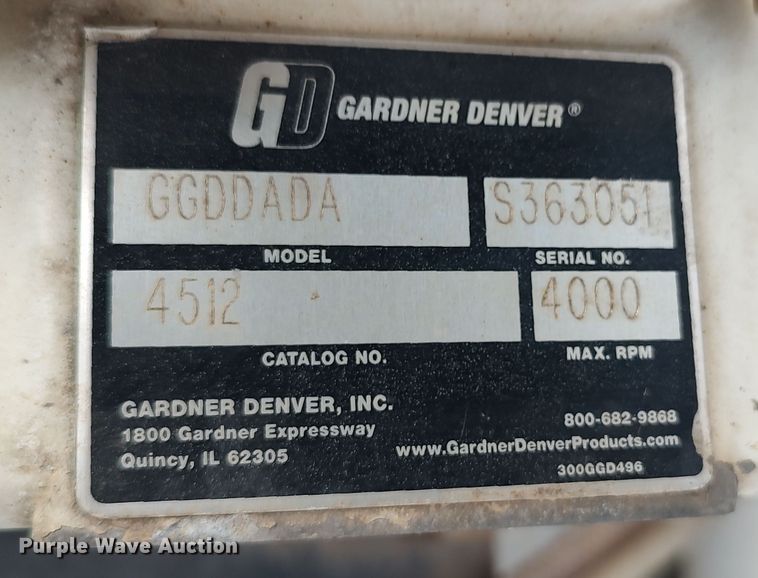 GD GARDNER DENVER®
GGDDADA S363051
MODEL SERIAL NO.
4512 4000
CATALOG NO. MAX. RPM
GARDNER DENVER, INC.
1800 Gardner Expressway
Quincy, IL 62305
800-682-9868
www.GardnerDenverProducts.com
300GGD496
Purple Wave Auction